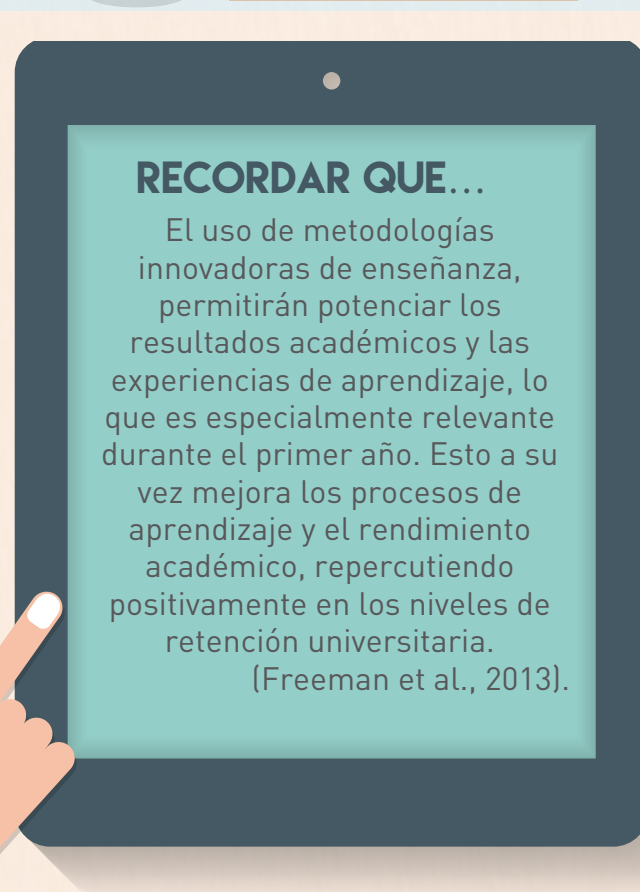 RECORDAR QUE...
El uso de metodologías
innovadoras de enseñanza,
permitirán potenciar los
resultados académicos y las
experiencias de aprendizaje, lo
que es especialmente relevante
durante el primer año. Esto a su
vez mejora los procesos de
aprendizaje y el rendimiento
académico, repercutiendo
positivamente en los niveles de
retención universitaria.
(Freeman et al., 2013).